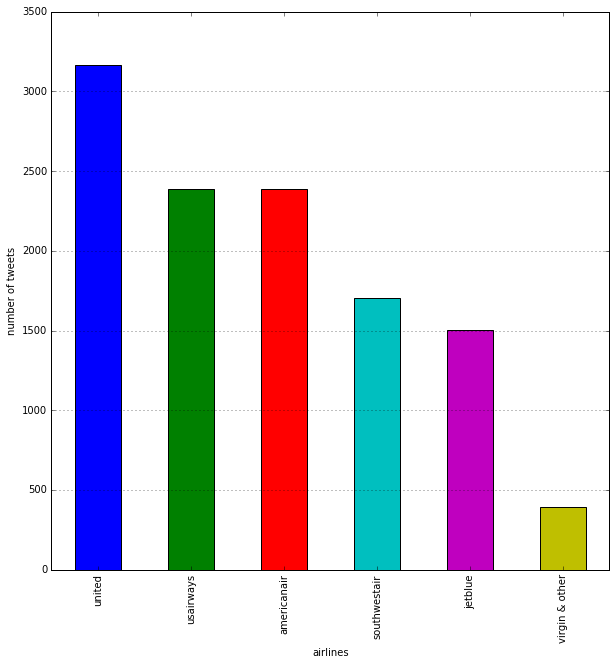 3500
3000
2500
2000
1500
1000
500
0
number of tweets
united
usairways
americanair
southwestair
jetblue
virgin & other
airlines